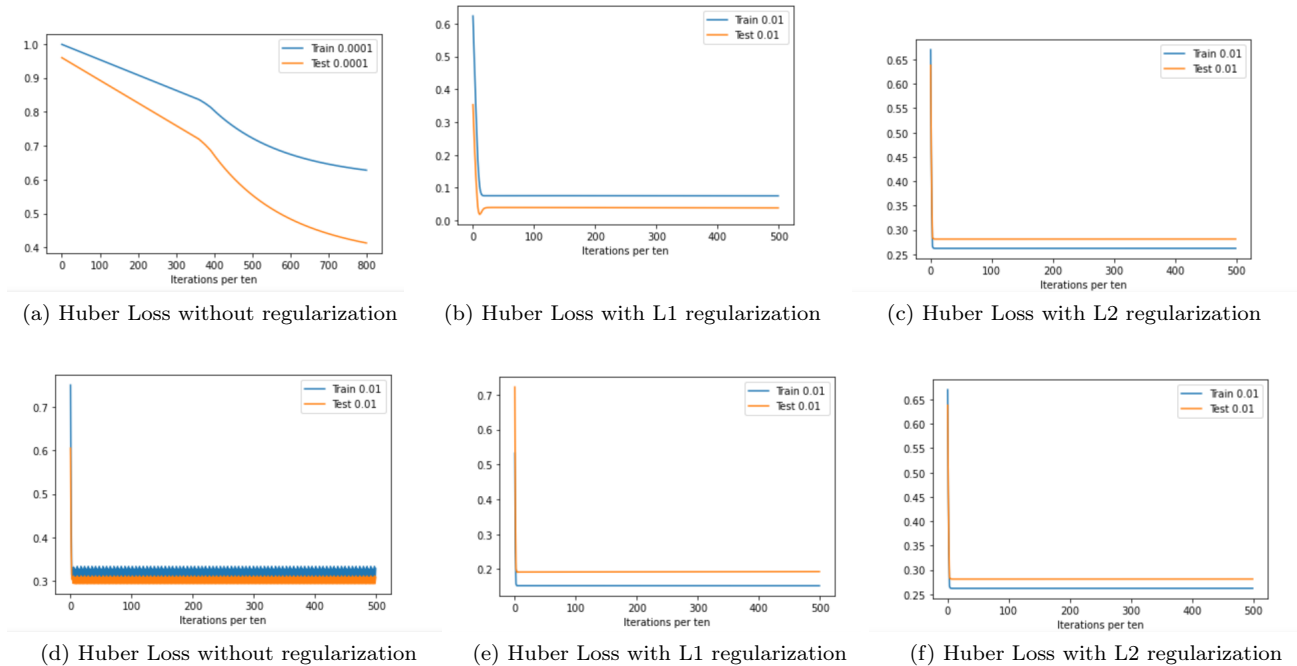 1.0
0.9
0.8
0.7
0.6
0.5
0.4
0 100 200 300 400 500 600 700 800
Iterations per ten
Train 0.0001
Test 0.0001
(a) Huber Loss without regularization
0.6
0.5
0.4
0.3
0.2
0.1
0.0
0 100 200 300 400 500
Iterations per ten
Train 0.01
Test 0.01
(b) Huber Loss with L1 regularization
0.65
0.60
0.55
0.50
0.45
0.40
0.35
0.30
0.25
0 100 200 300 400 500
Iterations per ten
Train 0.01
Test 0.01
(c) Huber Loss with L2 regularization
0.7
0.6
0.5
0.4
0.3
0 100 200 300 400 500
Iterations per ten
Train 0.01
Test 0.01
(d) Huber Loss without regularization
0.7
0.6
0.5
0.4
0.3
0.2
0 100 200 300 400 500
Iterations per ten
Train 0.01
Test 0.01
(e) Huber Loss with L1 regularization
0.65
0.60
0.55
0.50
0.45
0.40
0.35
0.30
0.25
0 100 200 300 400 500
Iterations per ten
Train 0.01
Test 0.01
(f) Huber Loss with L2 regularization